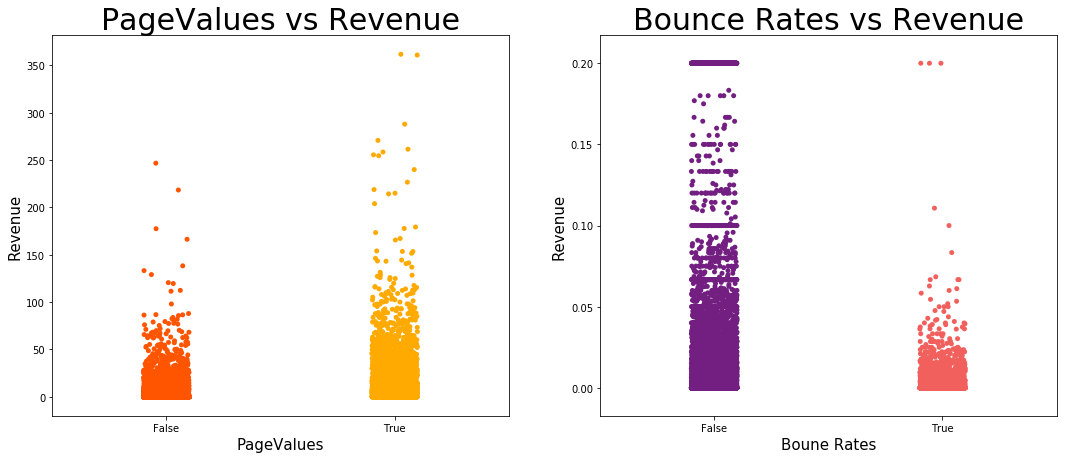 PageValues vs Revenue
350
300
250
200
150
100
50
0
Revenue
False
True
PageValues
Bounce Rates vs Revenue
0.20
0.15
0.10
0.05
0.00
Revenue
False
True
Boune Rates